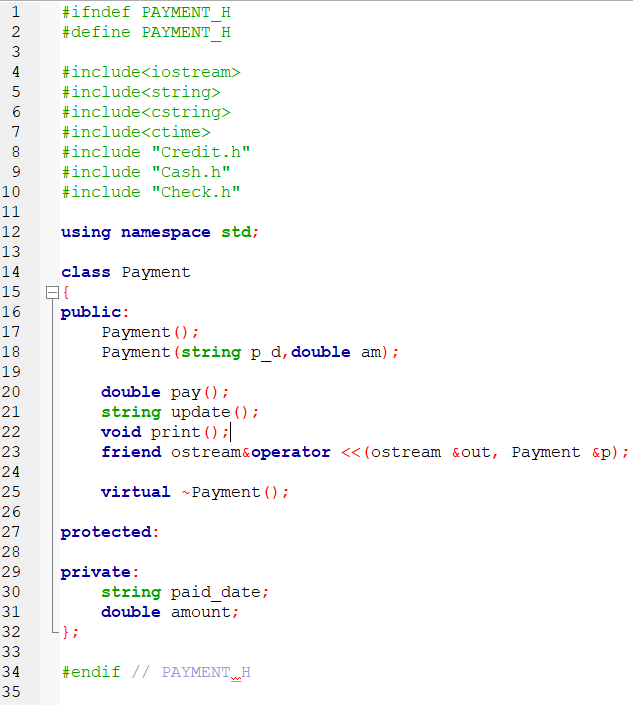 1 #ifndef PAYMENT_H
2 #define PAYMENT_H
3
4 #include<iostream>
5 #include<string>
6 #include<cstring>
7 #include<ctime>
8 #include "Credit.h"
9 #include "Cash.h"
10 #include "Check.h"
11
12 using namespace std;
13
14 class Payment
15 {
16 public:
17     Payment();
18     Payment(string p_d,double am);
19
20     double pay();
21     string update();
22     void print();
23     friend ostream&operator <<(ostream &out, Payment &p);
24
25     virtual ~Payment();
26
27 protected:
28
29 private:
30     string paid_date;
31     double amount;
32 };
33
34 #endif // PAYMENT_H
35